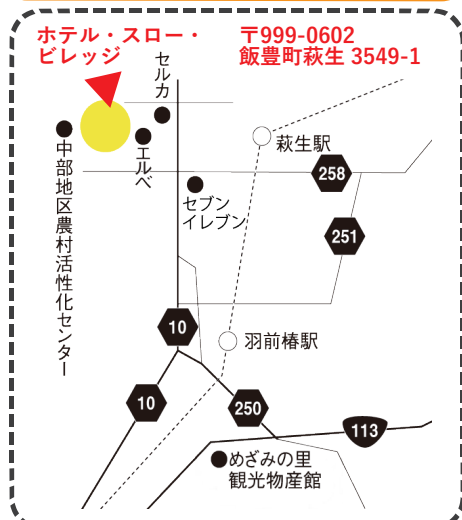 ホテル・スロー・
ビレッジ
〒999-0602
飯豊町萩生 3549-1
セルカ
エルベ
中部地区農村活性化センター
萩生駅
258
セブン
イレブン
251
10
羽前椿駅
10
250
113
めざみの里
観光物産館